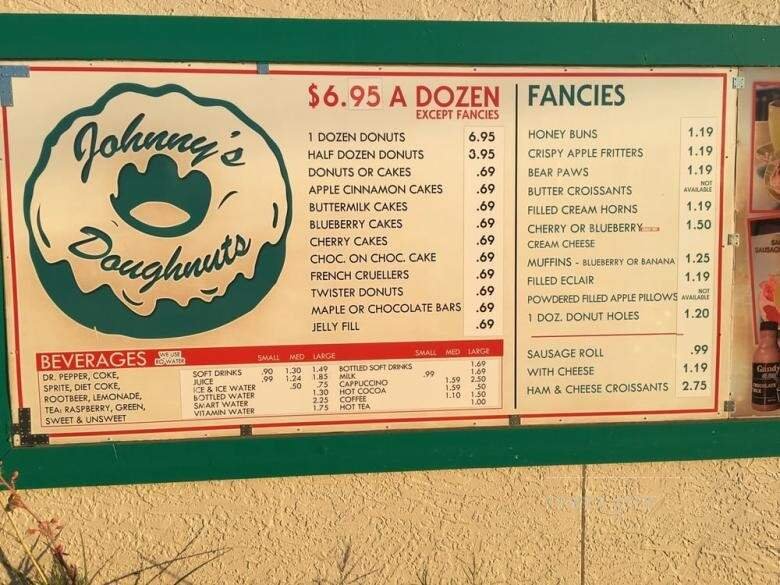 Johnny's
Doughnuts
$6.95 A DOZEN
EXCEPT FANCIES
1 DOZEN DONUTS 6.95
HALF DOZEN DONUTS 3.95
DONUTS OR CAKES .69
APPLE CINNAMON CAKES .69
BUTTERMILK CAKES .69
BLUEBERRY CAKES .69
CHERRY CAKES .69
CHOC. ON CHOC. CAKE .69
FRENCH CRUELLERS .69
TWISTER DONUTS .69
MAPLE OR CHOCOLATE BARS .69
JELLY FILL .69
FANCIES
HONEY BUNS 1.19
CRISPY APPLE FRITTERS 1.19
BEAR PAWS 1.19
BUTTER CROISSANTS NOT AVAILABLE
FILLED CREAM HORNS 1.19
CHERRY OR BLUEBERRY 1.50
CREAM CHEESE
MUFFINS - BLUEBERRY OR BANANA 1.25
FILLED ECLAIR 1.19
POWDERED FILLED APPLE PILLOWS NOT AVAILABLE
1 DOZ. DONUT HOLES 1.20
SAUSAGE ROLL .99
WITH CHEESE 1.19
HAM & CHEESE CROISSANTS 2.75
BEVERAGES WE USE RO WATER
DR. PEPPER, COKE,
SPRITE, DIET COKE,
ROOTBEER, LEMONADE,
TEA: RASPBERRY, GREEN,
SWEET & UNSWEET
SMALL MED LARGE
SOFT DRINKS .90 1.30 1.49
JUICE .99 1.24 1.85
ICE & ICE WATER .50 .75
BOTTLED WATER 1.30
SMART WATER 2.25
VITAMIN WATER 1.75
SMALL MED LARGE
BOTTLED SOFT DRINKS 1.69
MILK .99 1.69
CAPPUCCINO 1.59 2.50
HOT COCOA 1.59 .50
COFFEE 1.10 1.50
HOT TEA 1.00